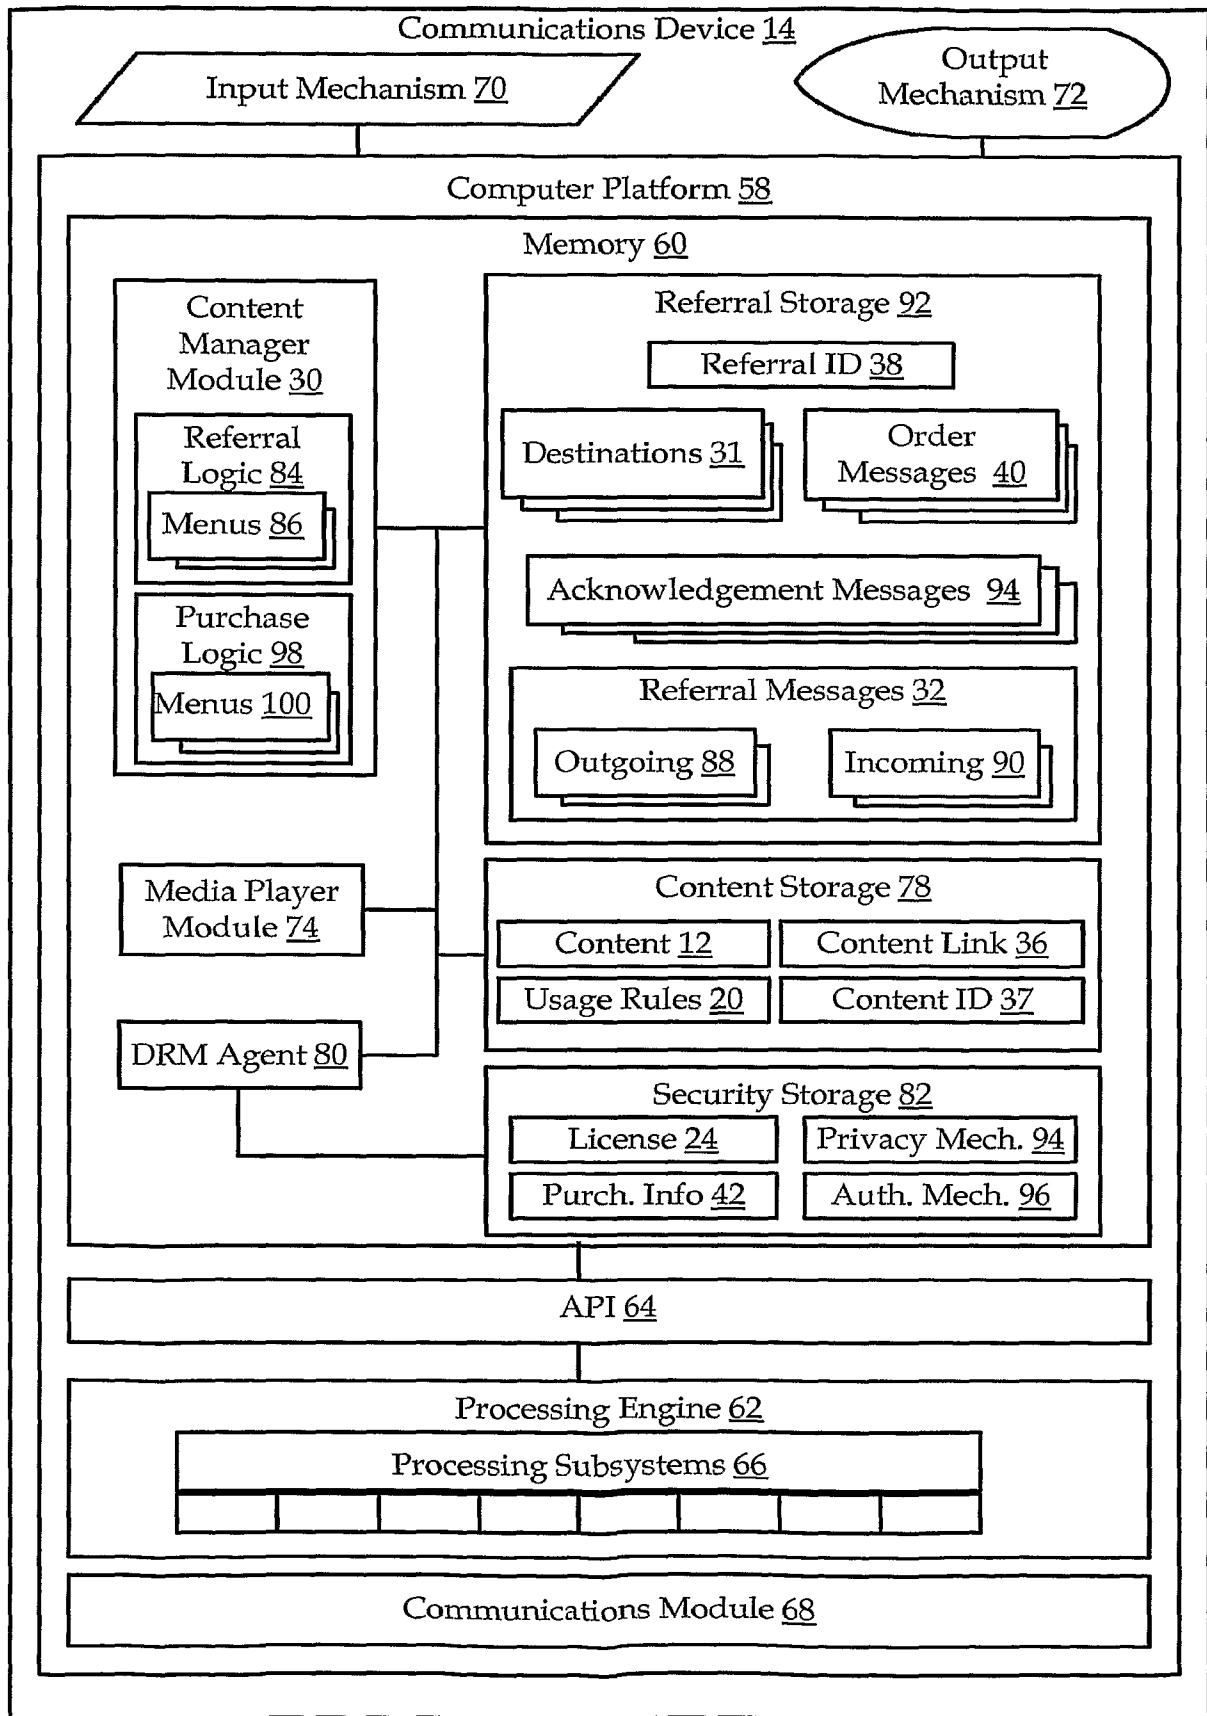 Communications Device 14
Input Mechanism 70
Output
Mechanism 72
Computer Platform 58
Memory 60
Content
Manager
Module 30
Referral
Logic 84
Menus 86
Purchase
Logic 98
Menus 100
Media Player
Module 74
DRM Agent 80
Referral Storage 92
Referral ID 38
Destinations 31
Order
Messages 40
Acknowledgement Messages 94
Referral Messages 32
Outgoing 88
Incoming 90
Content Storage 78
Content 12
Content Link 36
Usage Rules 20
Content ID 37
Security Storage 82
License 24
Privacy Mech. 94
Purch. Info 42
Auth. Mech. 96
API 64
Processing Engine 62
Processing Subsystems 66
Communications Module 68